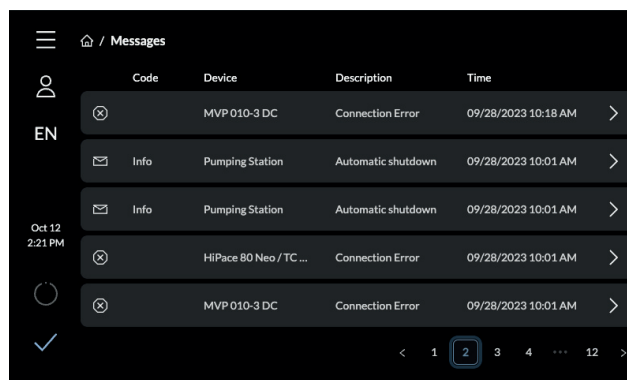 / Messages
Code Device Description Time
EN
MVP 010-3 DC Connection Error 09/28/2023 10:18 AM
Info Pumping Station Automatic shutdown 09/28/2023 10:01 AM
Info Pumping Station Automatic shutdown 09/28/2023 10:01 AM
Oct 12
2:21 PM
HiPace 80 Neo / TC ... Connection Error 09/28/2023 10:01 AM
MVP 010-3 DC Connection Error 09/28/2023 10:01 AM
< 1 2 3 4 ... 12 >